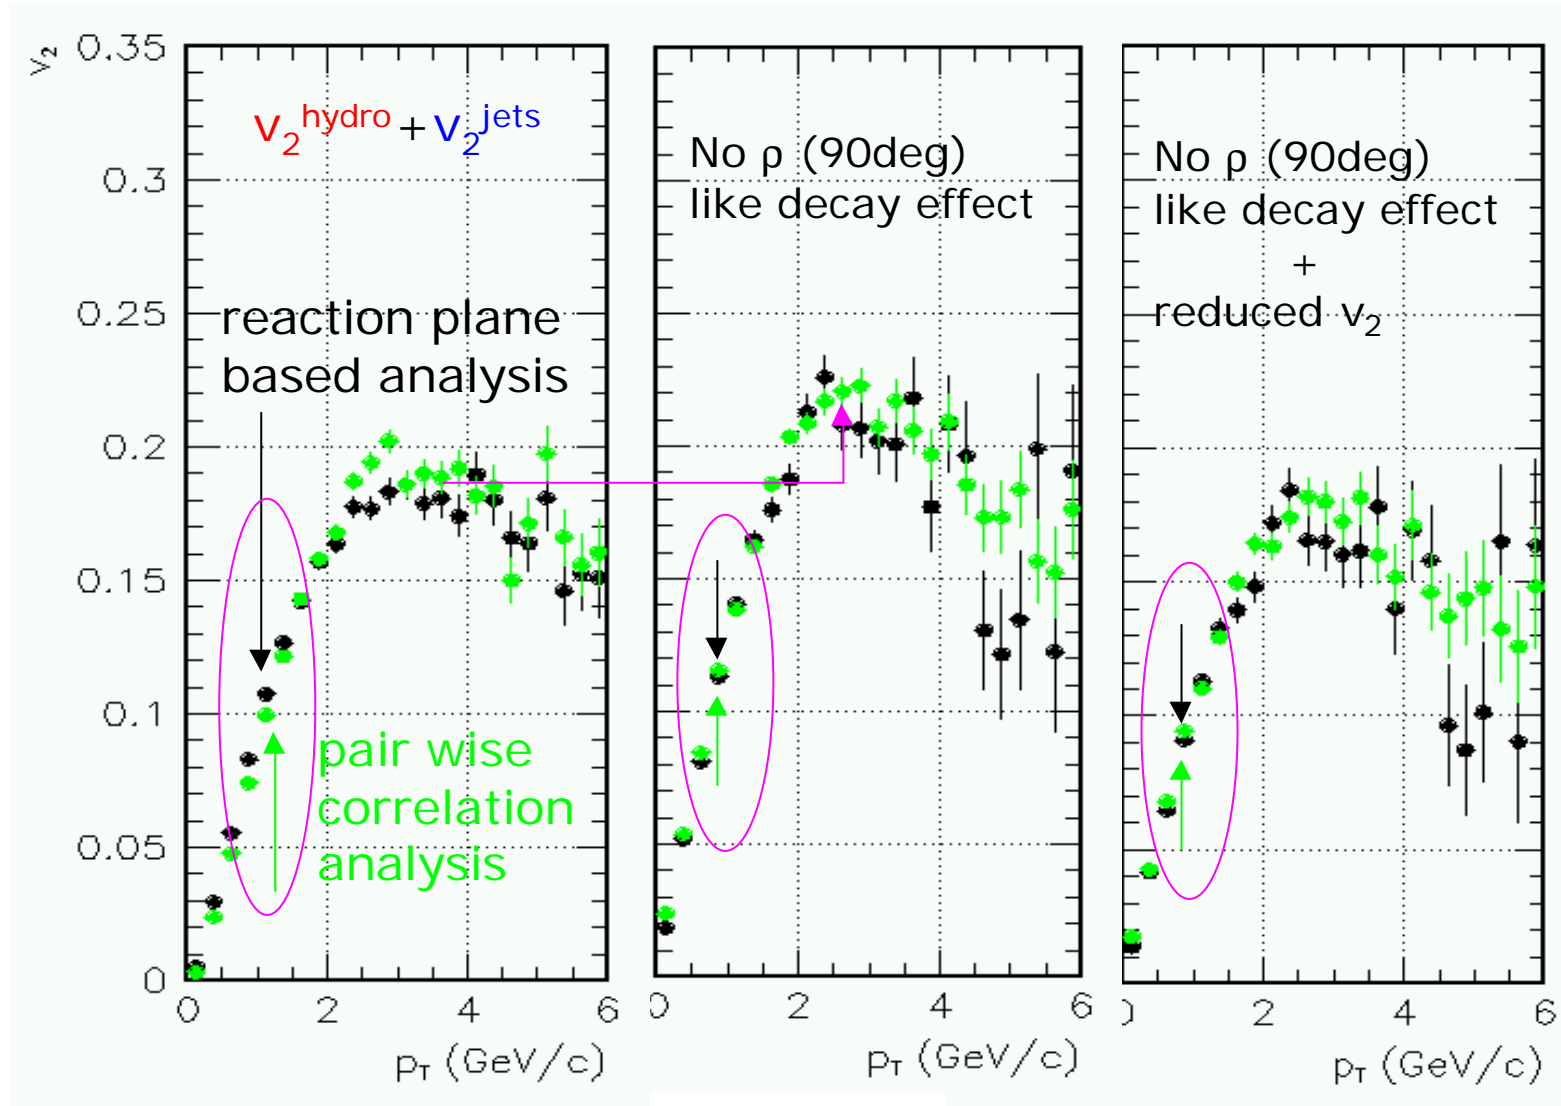 v₂
0.35
0.3
0.25
0.2
0.15
0.1
0.05
0
v₂hydro + v₂jets
reaction plane
based analysis
pair wise
correlation
analysis
0 2 4 6
pT (GeV/c)
No ρ (90deg)
like decay effect
0 2 4 6
pT (GeV/c)
No ρ (90deg)
like decay effect
+
reduced v₂
0 2 4 6
pT (GeV/c)